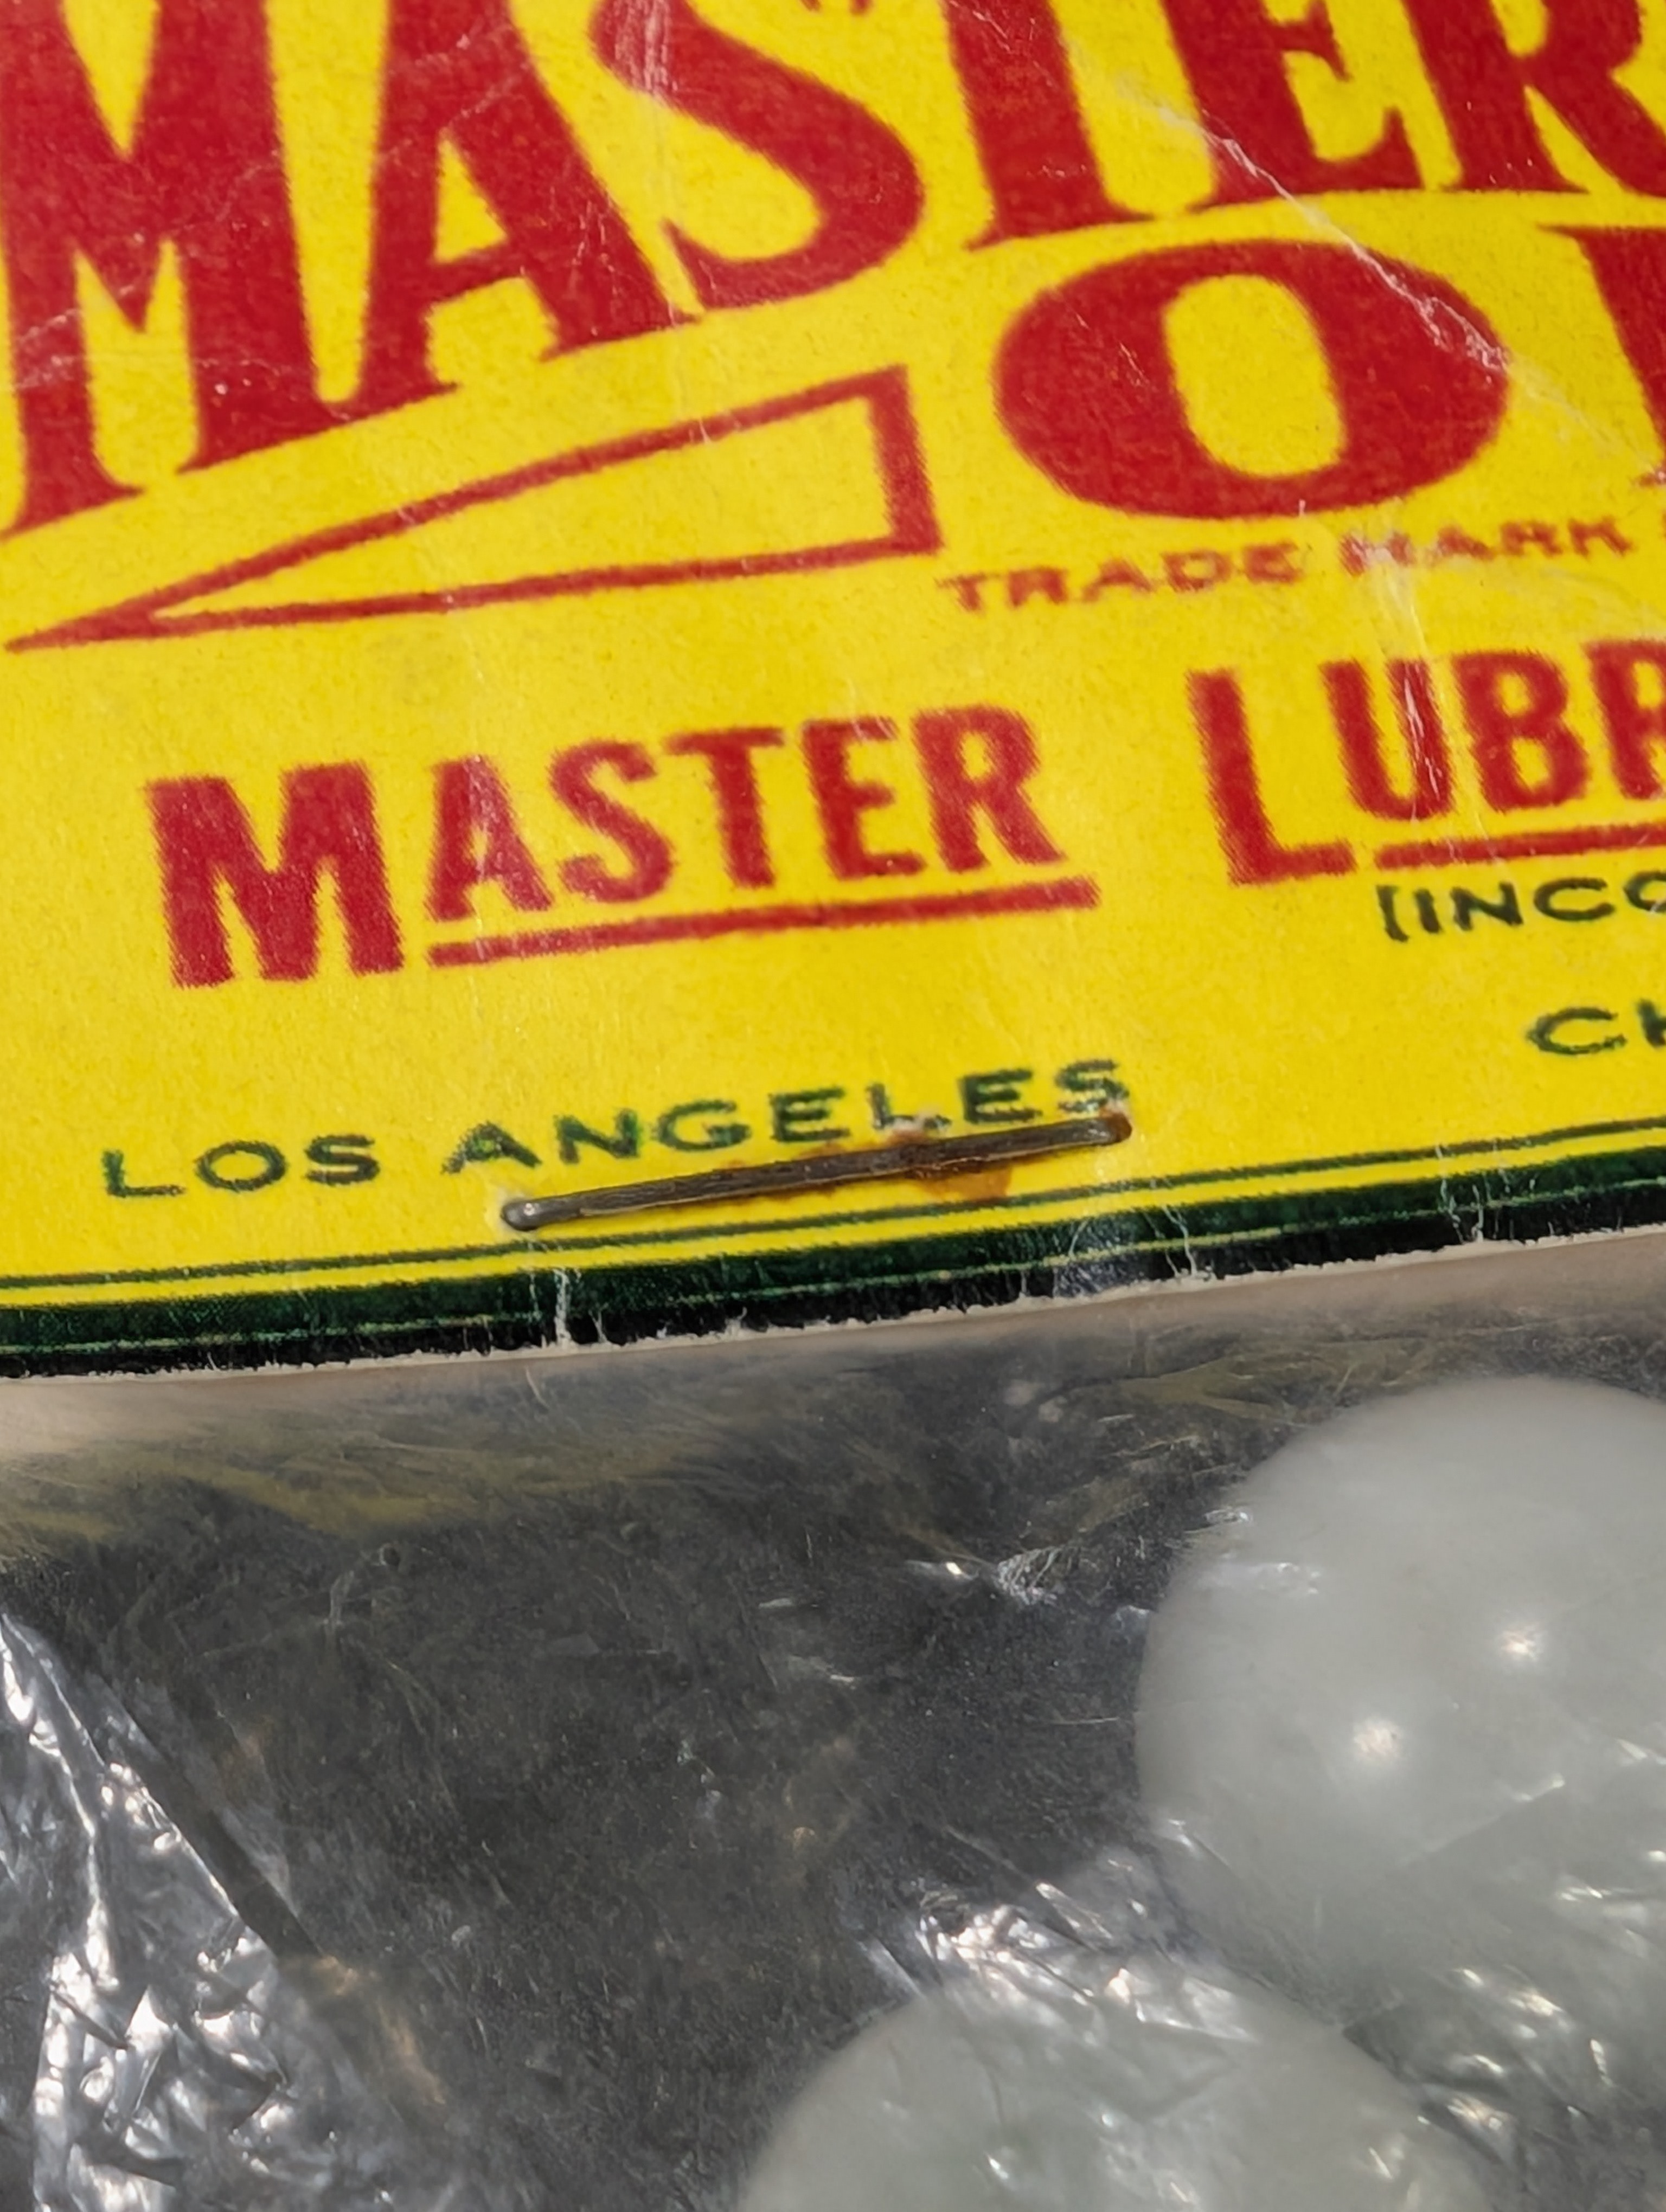 MASTER
O
TRADE MARK
MASTER LUBR
[INCO
CH
LOS ANGELES